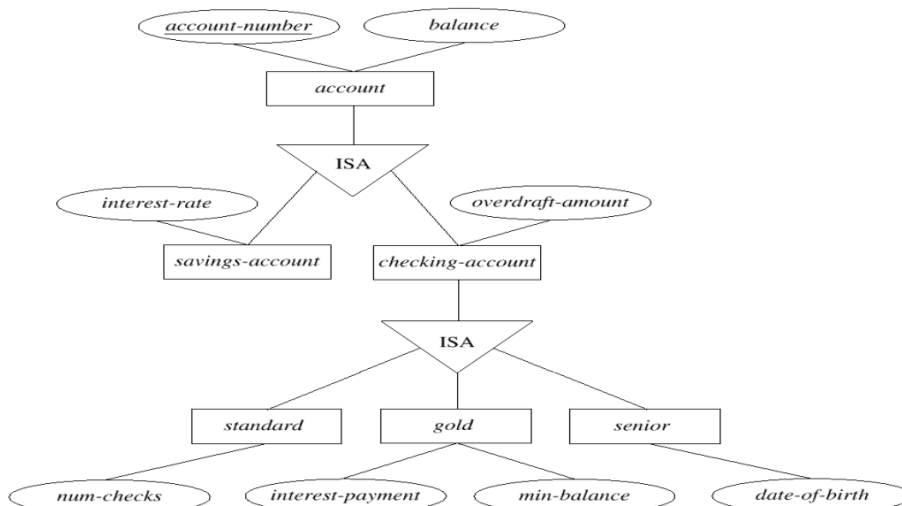 account-number
balance
account
ISA
interest-rate
overdraft-amount
savings-account
checking-account
ISA
standard
gold
senior
num-checks
interest-payment
min-balance
date-of-birth